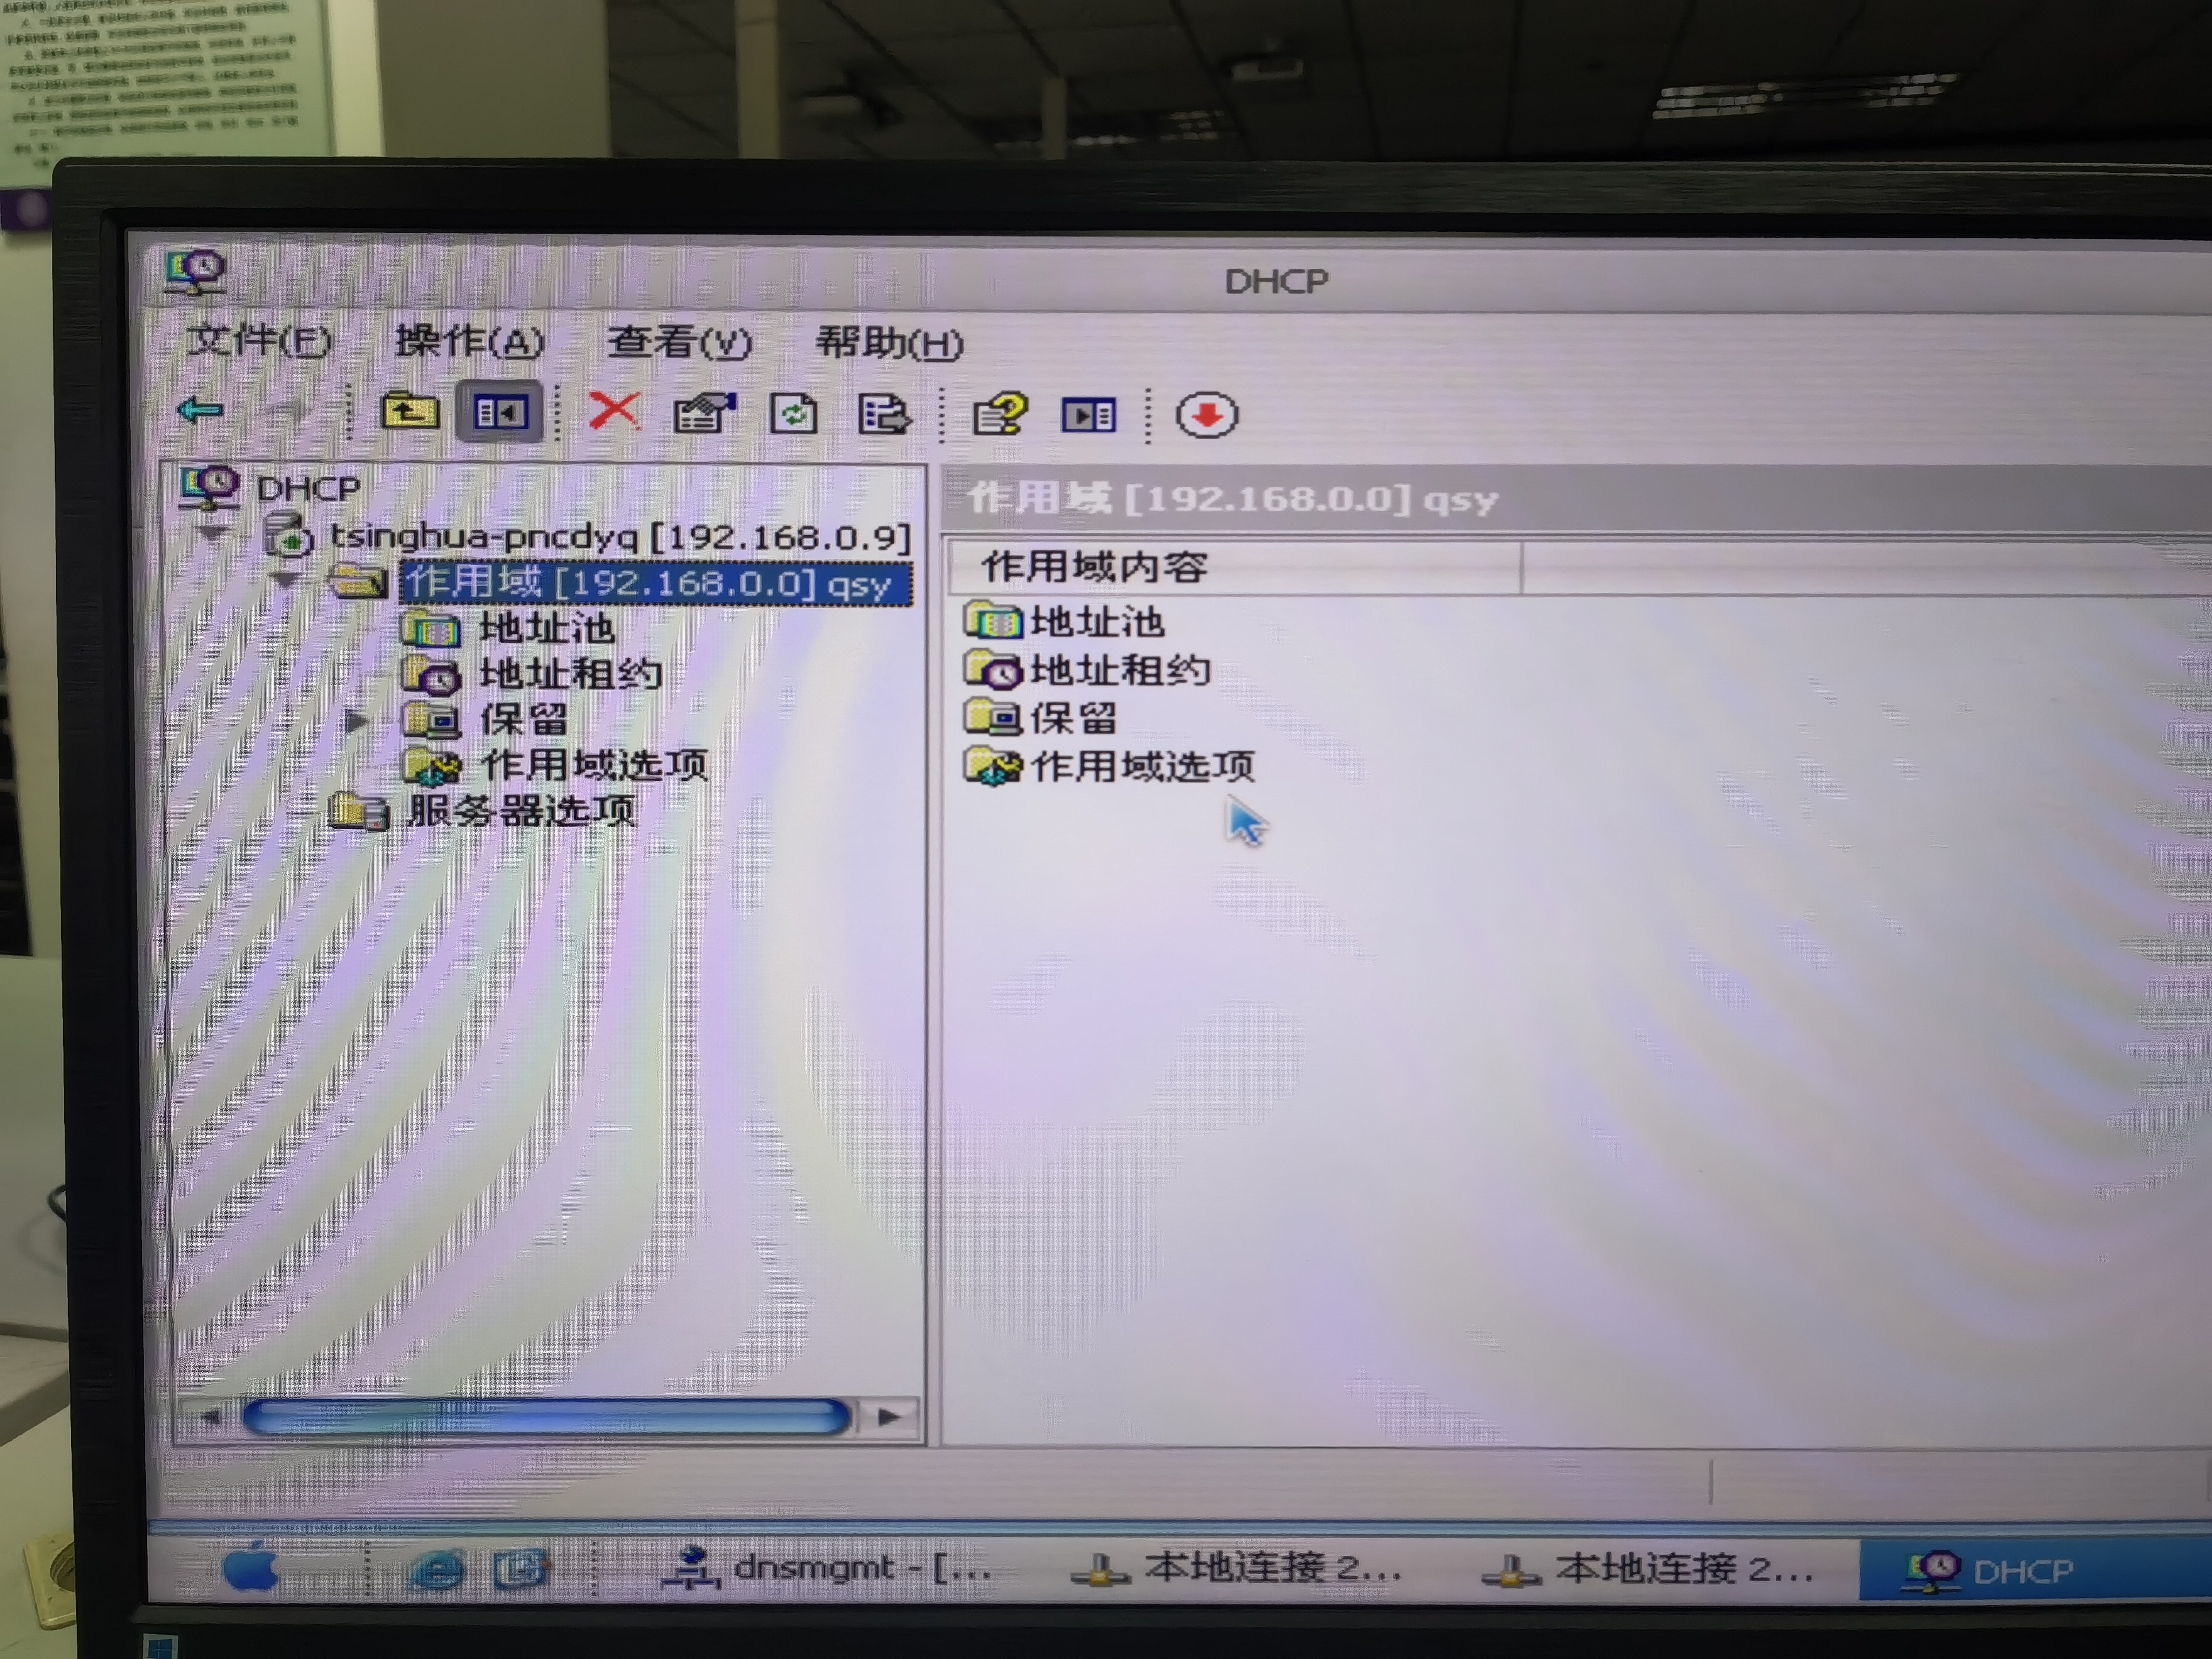 DHCP
文件(F) 操作(A) 查看(V) 帮助(H)
DHCP
tsinghua-pncdyq [192.168.0.9]
作用域 [192.168.0.0] qsy
地址池
地址租约
保留
作用域选项
服务器选项
作用域 [192.168.0.0] qsy
作用域内容
地址池
地址租约
保留
作用域选项
dnsmgmt - [... 本地连接 2... 本地连接 2... DHCP